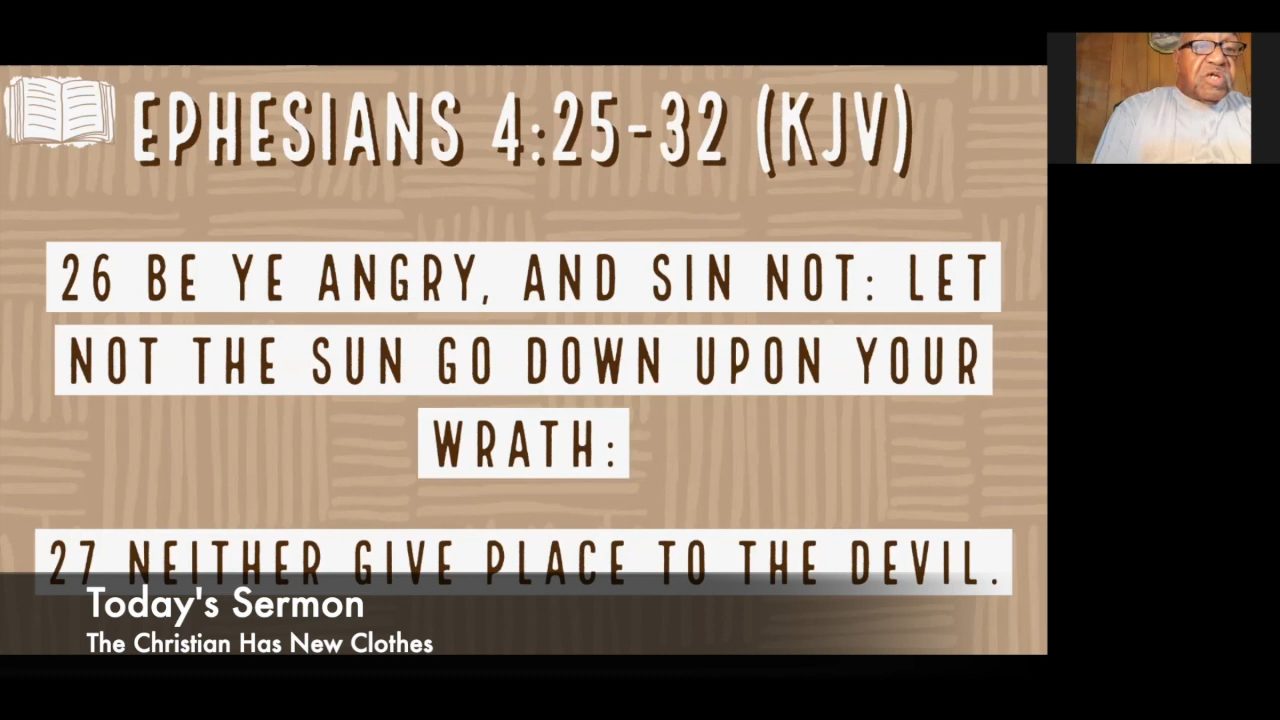 EPHESIANS 4:25-32 (KJV)
26 BE YE ANGRY, AND SIN NOT: LET
NOT THE SUN GO DOWN UPON YOUR
WRATH:
27 NEITHER GIVE PLACE TO THE DEVIL.
Today's Sermon
The Christian Has New Clothes